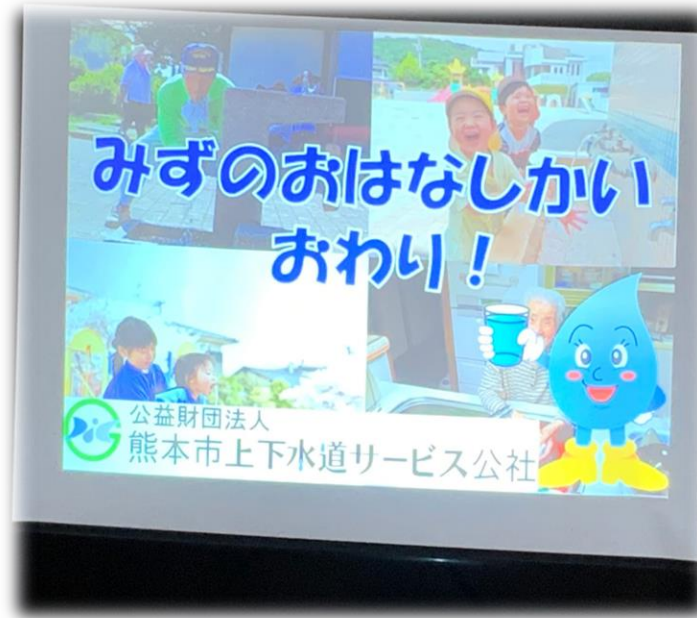 みずのおはなしかい
おわり！
公益財団法人
熊本市上下水道サービス公社